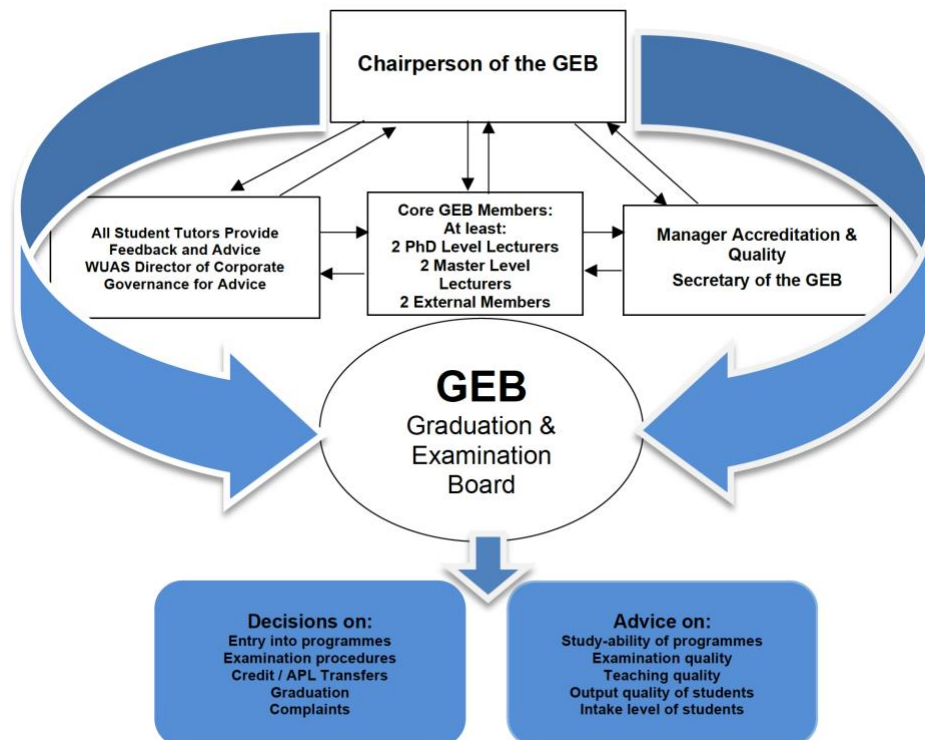 Chairperson of the GEB
All Student Tutors Provide
Feedback and Advice
WUAS Director of Corporate
Governance for Advice
Core GEB Members:
At least:
2 PhD Level Lecturers
2 Master Level
Lecturers
2 External Members
Manager Accreditation &
Quality
Secretary of the GEB
GEB
Graduation &
Examination
Board
Decisions on:
Entry into programmes
Examination procedures
Credit / APL Transfers
Graduation
Complaints
Advice on:
Study-ability of programmes
Examination quality
Teaching quality
Output quality of students
Intake level of students